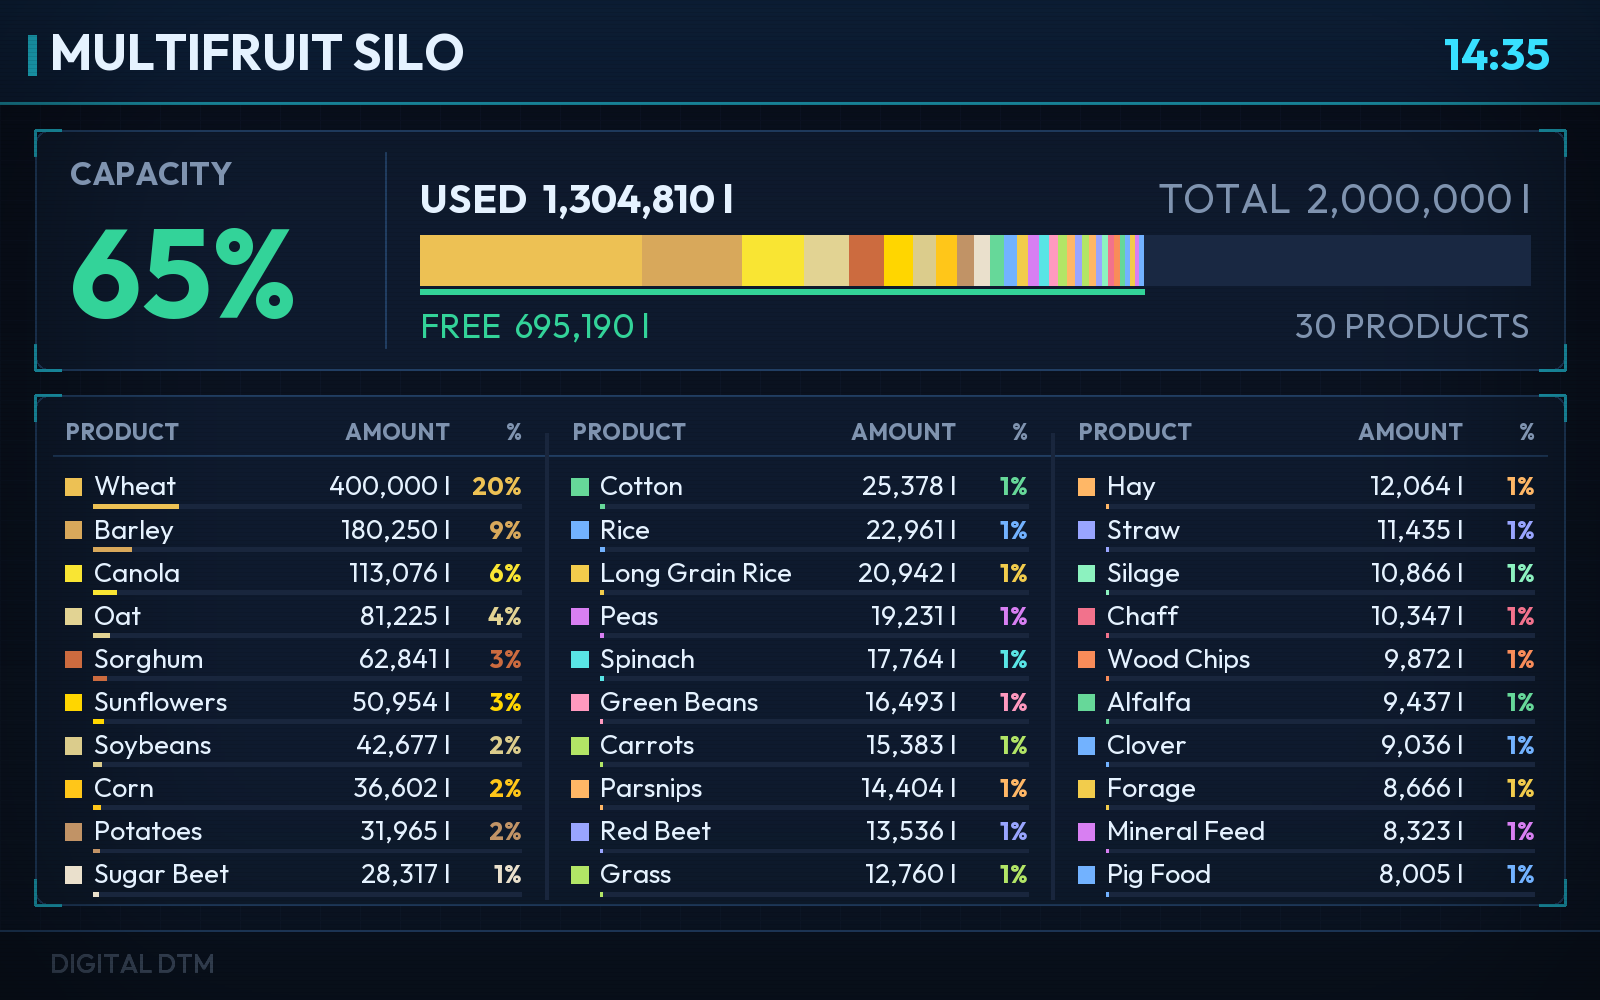 MULTIFRUIT SILO
14:35
CAPACITY
65%
USED 1,304,810 l
TOTAL 2,000,000 l
FREE 695,190 l
30 PRODUCTS
PRODUCT AMOUNT %
Wheat 400,000 l 20%
Barley 180,250 l 9%
Canola 113,076 l 6%
Oat 81,225 l 4%
Sorghum 62,841 l 3%
Sunflowers 50,954 l 3%
Soybeans 42,677 l 2%
Corn 36,602 l 2%
Potatoes 31,965 l 2%
Sugar Beet 28,317 l 1%
PRODUCT AMOUNT %
Cotton 25,378 l 1%
Rice 22,961 l 1%
Long Grain Rice 20,942 l 1%
Peas 19,231 l 1%
Spinach 17,764 l 1%
Green Beans 16,493 l 1%
Carrots 15,383 l 1%
Parsnips 14,404 l 1%
Red Beet 13,536 l 1%
Grass 12,760 l 1%
PRODUCT AMOUNT %
Hay 12,064 l 1%
Straw 11,435 l 1%
Silage 10,866 l 1%
Chaff 10,347 l 1%
Wood Chips 9,872 l 1%
Alfalfa 9,437 l 1%
Clover 9,036 l 1%
Forage 8,666 l 1%
Mineral Feed 8,323 l 1%
Pig Food 8,005 l 1%
DIGITAL DTM